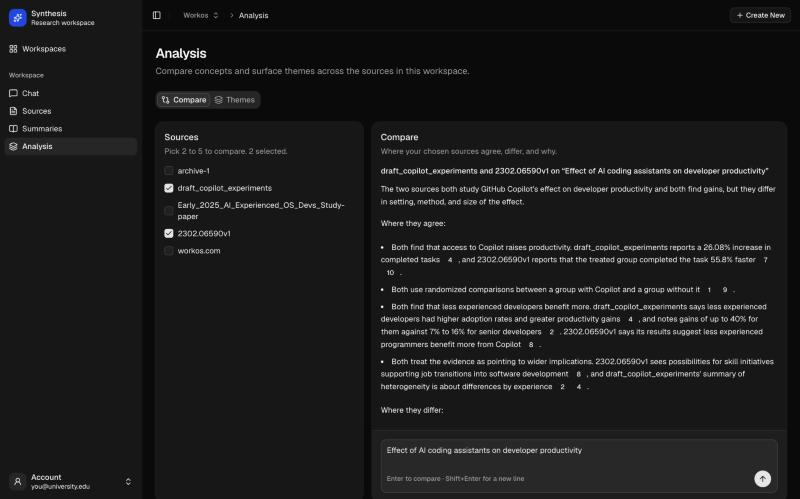 Synthesis
Research workspace
Workspaces
Workspace
Chat
Sources
Summaries
Analysis
Account
you@university.edu
Workos
Analysis
Create New
Analysis
Compare concepts and surface themes across the sources in this workspace.
Compare
Themes
Sources
Pick 2 to 5 to compare. 2 selected.
archive-1
draft_copilot_experiments
Early_2025_AI_Experienced_OS_Devs_Study-
paper
2302.06590v1
workos.com
Compare
Where your chosen sources agree, differ, and why.
draft_copilot_experiments and 2302.06590v1 on “Effect of AI coding assistants on developer productivity”
The two sources both study GitHub Copilot's effect on developer productivity and both find gains, but they differ
in setting, method, and size of the effect.
Where they agree:
• Both find that access to Copilot raises productivity. draft_copilot_experiments reports a 26.08% increase in
completed tasks 4 , and 2302.06590v1 reports that the treated group completed the task 55.8% faster 7
10 .
• Both use randomized comparisons between a group with Copilot and a group without it 1 9 .
• Both find that less experienced developers benefit more. draft_copilot_experiments says less experienced
developers had higher adoption rates and greater productivity gains 4 , and notes gains of up to 40% for
them against 7% to 16% for senior developers 2 . 2302.06590v1 says its results suggest less experienced
programmers benefit more from Copilot 8 .
• Both treat the evidence as pointing to wider implications. 2302.06590v1 sees possibilities for skill initiatives
supporting job transitions into software development 8 , and draft_copilot_experiments' summary of
heterogeneity is about differences by experience 2 4 .
Where they differ:
Effect of AI coding assistants on developer productivity
Enter to compare · Shift+Enter for a new line